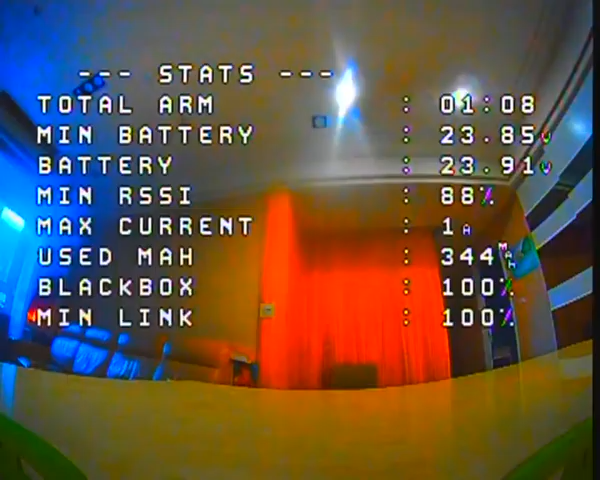 --- STATS ---
TOTAL ARM : 01:08
MIN BATTERY : 23.85V
BATTERY : 23.91V
MIN RSSI : 88%
MAX CURRENT : 1A
USED MAH : 344MAH
BLACKBOX : 100%
MIN LINK : 100%